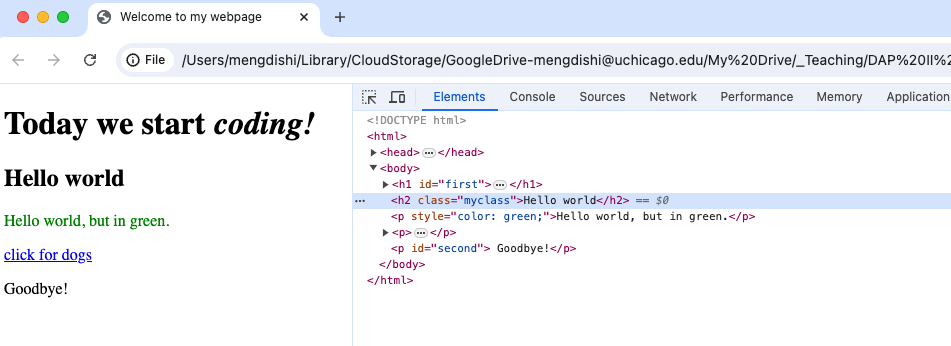 Welcome to my webpage
File /Users/mengdishi/Library/CloudStorage/GoogleDrive-mengdishi@uchicago.edu/My%20Drive/_Teaching/DAP%20II%2
Today we start coding!
Hello world
Hello world, but in green.
click for dogs
Goodbye!
Elements Console Sources Network Performance Memory Application
<!DOCTYPE html>
<html>
<head> ••• </head>
<body>
<h1 id="first"> ••• </h1>
••• <h2 class="myclass">Hello world</h2> == $0
<p style="color: green;">Hello world, but in green.</p>
<p> ••• </p>
<p id="second"> Goodbye!</p>
</body>
</html>